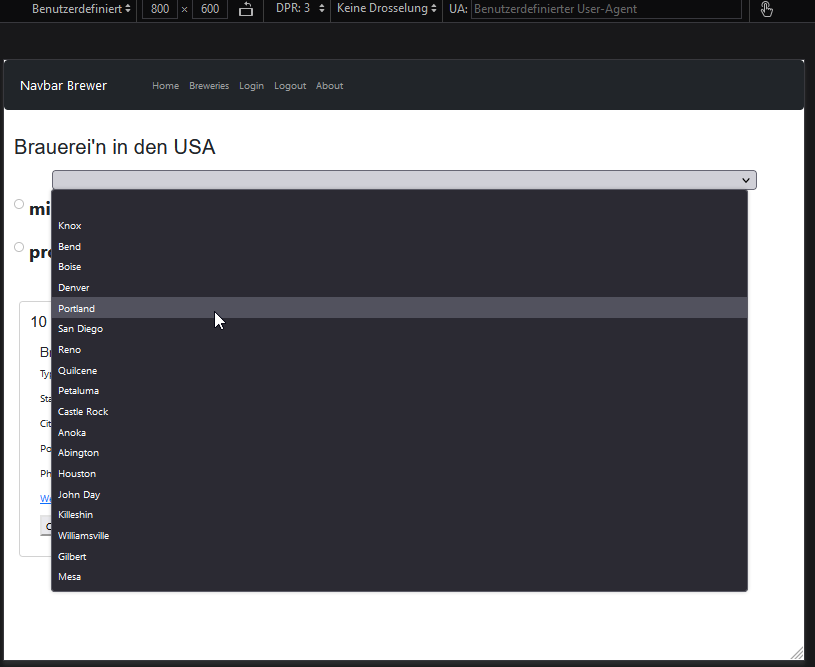 Benutzerdefiniert 800 × 600 DPR: 3 Keine Drosselung UA: Benutzerdefinierter User-Agent
Navbar Brewer Home Breweries Login Logout About
Brauerei'n in den USA
mi
pro
Knox
Bend
Boise
Denver
Portland
San Diego
Reno
Quilcene
Petaluma
Castle Rock
Anoka
Abington
Houston
John Day
Killeshin
Williamsville
Gilbert
Mesa
10
Br
Typ
Sta
Cit
Po
Ph
We